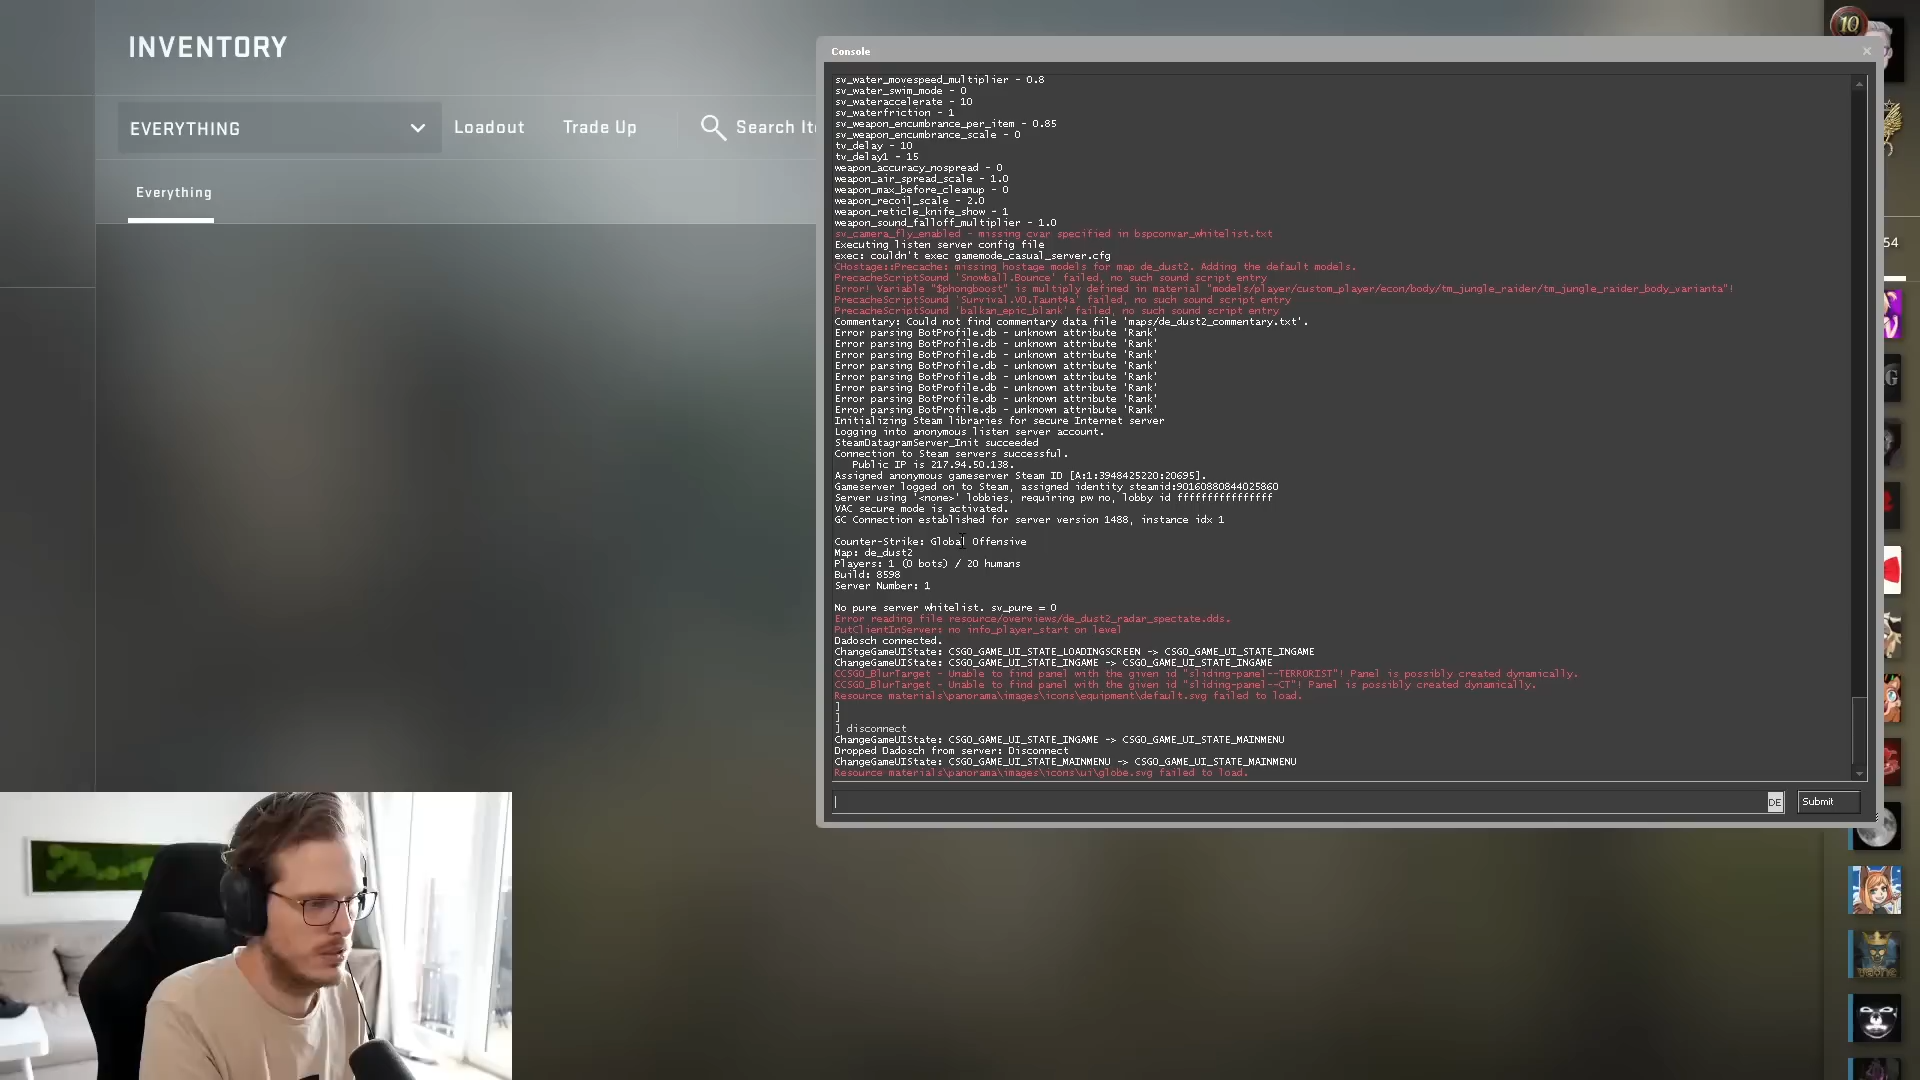 INVENTORY
EVERYTHING
Loadout
Trade Up
Search Ite
Everything
10
54
Console
sv_water_movespeed_multiplier - 0.8
sv_water_swim_mode - 0
sv_wateraccelerate - 10
sv_waterfriction - 1
sv_weapon_encumbrance_per_item - 0.85
sv_weapon_encumbrance_scale - 0
tv_delay - 10
tv_delay1 - 15
weapon_accuracy_nospread - 0
weapon_air_spread_scale - 1.0
weapon_max_before_cleanup - 0
weapon_recoil_scale - 2.0
weapon_reticle_knife_show - 1
weapon_sound_falloff_multiplier - 1.0
sv_camera_fly_enabled - missing cvar specified in bspconvar_whitelist.txt
Executing listen server config file
exec: couldn't exec gamemode_casual_server.cfg
CHostage::Precache: missing hostage models for map de_dust2. Adding the default models.
PrecacheScriptSound 'Snowball.Bounce' failed, no such sound script entry
Error! Variable "$phongboost" is multiply defined in material "models/player/custom_player/econ/body/tm_jungle_raider/tm_jungle_raider_body_varianta"!
PrecacheScriptSound 'Survival.VO.Taunt4a' failed, no such sound script entry
PrecacheScriptSound 'balkan_epic_blank' failed, no such sound script entry
Commentary: Could not find commentary data file 'maps/de_dust2_commentary.txt'.
Error parsing BotProfile.db - unknown attribute 'Rank'
Error parsing BotProfile.db - unknown attribute 'Rank'
Error parsing BotProfile.db - unknown attribute 'Rank'
Error parsing BotProfile.db - unknown attribute 'Rank'
Error parsing BotProfile.db - unknown attribute 'Rank'
Error parsing BotProfile.db - unknown attribute 'Rank'
Error parsing BotProfile.db - unknown attribute 'Rank'
Error parsing BotProfile.db - unknown attribute 'Rank'
Initializing Steam libraries for secure Internet server
Logging into anonymous listen server account.
SteamDatagramServer_Init succeeded
Connection to Steam servers successful.
Public IP is 217.94.50.138.
Assigned anonymous gameserver Steam ID [A:1:3948425220:20695].
Gameserver logged on to Steam, assigned identity steamid:90160880844025860
Server using '<none>' lobbies, requiring pw no, lobby id ffffffffffffffff
VAC secure mode is activated.
GC Connection established for server version 1488, instance idx 1
Counter-Strike: Global Offensive
Map: de_dust2
Players: 1 (0 bots) / 20 humans
Build: 8598
Server Number: 1
No pure server whitelist. sv_pure = 0
Error reading file resource/overviews/de_dust2_radar_spectate.dds.
PutClientInServer: no info_player_start on level
Dadosch connected.
ChangeGameUIState: CSGO_GAME_UI_STATE_LOADINGSCREEN -> CSGO_GAME_UI_STATE_INGAME
ChangeGameUIState: CSGO_GAME_UI_STATE_INGAME -> CSGO_GAME_UI_STATE_INGAME
CCSGO_BlurTarget - Unable to find panel with the given id "sliding-panel--TERRORIST"! Panel is possibly created dynamically.
CCSGO_BlurTarget - Unable to find panel with the given id "sliding-panel--CT"! Panel is possibly created dynamically.
Resource materials\panorama\images\icons\equipment\default.svg failed to load.
]
]
] disconnect
ChangeGameUIState: CSGO_GAME_UI_STATE_INGAME -> CSGO_GAME_UI_STATE_MAINMENU
Dropped Dadosch from server: Disconnect
ChangeGameUIState: CSGO_GAME_UI_STATE_MAINMENU -> CSGO_GAME_UI_STATE_MAINMENU
Resource materials\panorama\images\icons\ui\globe.svg failed to load.
DE
Submit